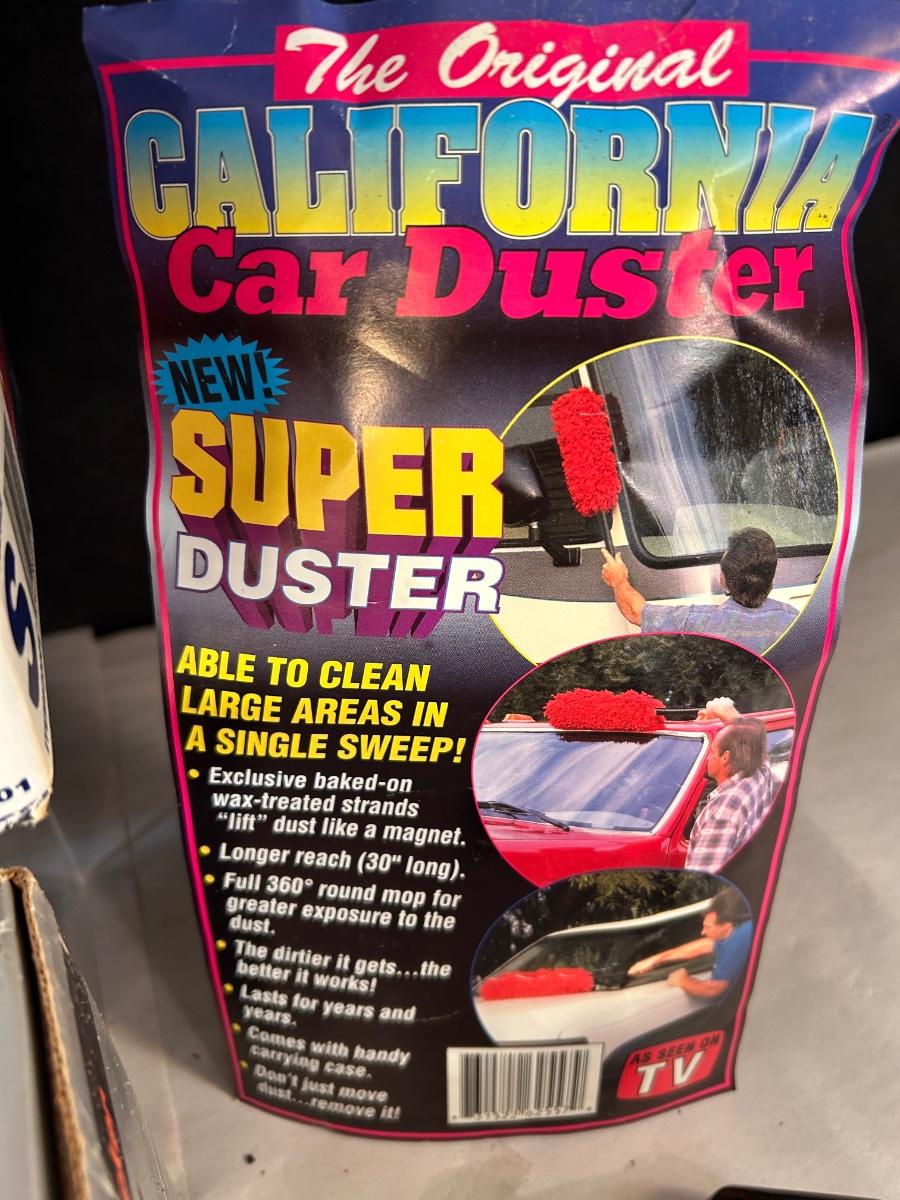 The Original
CALIFORNIA®
Car Duster
NEW!
SUPER
DUSTER
ABLE TO CLEAN
LARGE AREAS IN
A SINGLE SWEEP!
• Exclusive baked-on
wax-treated strands
"lift" dust like a magnet.
• Longer reach (30" long).
• Full 360° round mop for
greater exposure to the
dust.
• The dirtier it gets...the
better it works!
• Lasts for years and
years.
• Comes with handy
carrying case.
• Don't just move
dust...remove it!
AS SEEN ON
TV
S
01